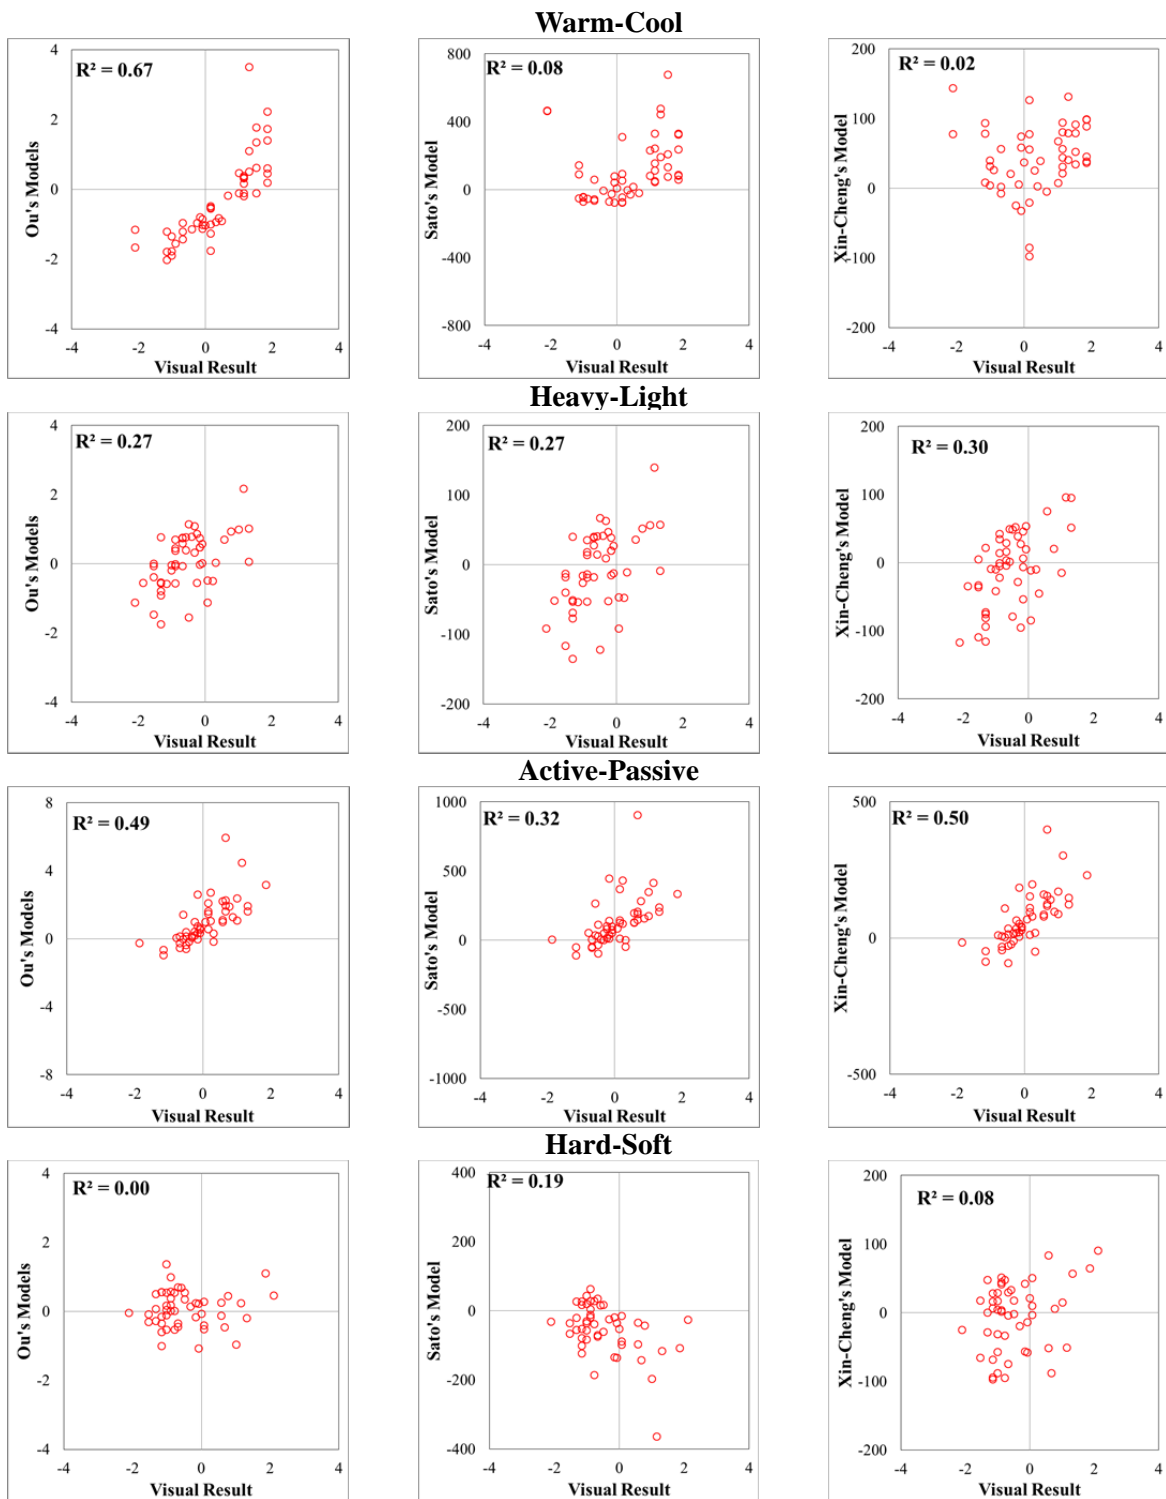 Warm-Cool
R² = 0.67
4
2
0
-2
-4
-4 -2 0 2 4
Ou's Models
Visual Result
R² = 0.08
800
400
0
-400
-800
-4 -2 0 2 4
Sato's Model
Visual Result
R² = 0.02
200
100
0
-100
-200
-4 -2 0 2 4
Xin-Cheng's Model
Visual Result
Heavy-Light
R² = 0.27
4
2
0
-2
-4
-4 -2 0 2 4
Ou's Models
Visual Result
R² = 0.27
200
100
0
-100
-200
-4 -2 0 2 4
Sato's Model
Visual Result
R² = 0.30
200
100
0
-100
-200
-4 -2 0 2 4
Xin-Cheng's Model
Visual Result
Active-Passive
R² = 0.49
8
4
0
-4
-8
-4 -2 0 2 4
Ou's Models
Visual Result
R² = 0.32
1000
500
0
-500
-1000
-4 -2 0 2 4
Sato's Model
Visual Result
R² = 0.50
500
0
-500
-4 -2 0 2 4
Xin-Cheng's Model
Visual Result
Hard-Soft
R² = 0.00
4
2
0
-2
-4
-4 -2 0 2 4
Ou's Models
Visual Result
R² = 0.19
400
200
0
-200
-400
-4 -2 0 2 4
Sato's Model
Visual Result
R² = 0.08
200
100
0
-100
-200
-4 -2 0 2 4
Xin-Cheng's Model
Visual Result